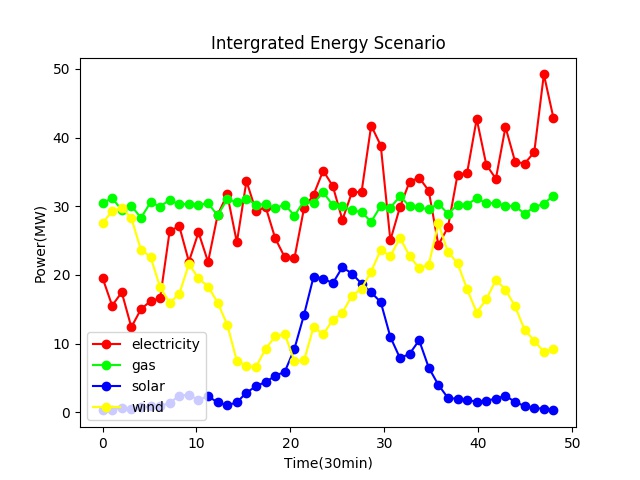 Intergrated Energy Scenario
Power(MW)
50
40
30
20
10
0
electricity
gas
solar
wind
0 10 20 30 40 50
Time(30min)